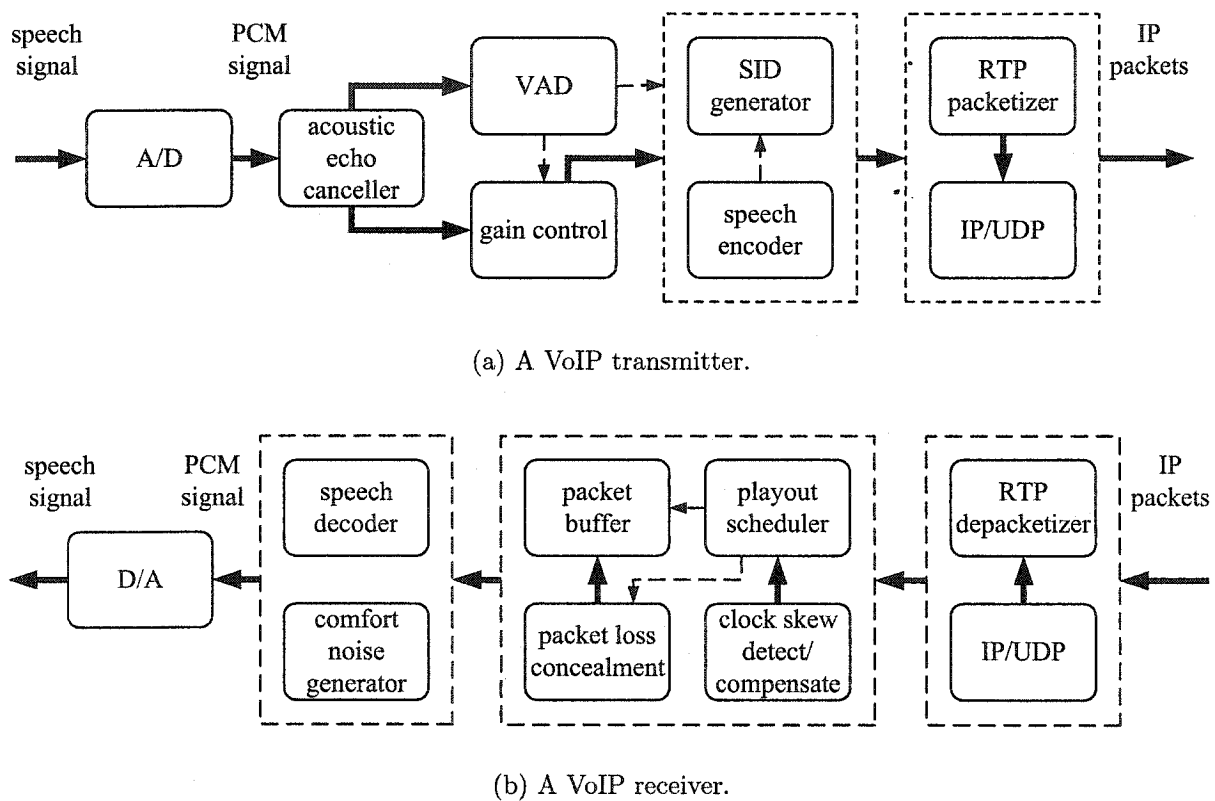 speech
signal
PCM
signal
A/D
acoustic
echo
canceller
VAD
gain control
SID
generator
speech
encoder
RTP
packetizer
IP/UDP
IP
packets
(a) A VoIP transmitter.
speech
signal
PCM
signal
D/A
speech
decoder
comfort
noise
generator
packet
buffer
playout
scheduler
packet loss
concealment
clock skew
detect/
compensate
RTP
depacketizer
IP/UDP
IP
packets
(b) A VoIP receiver.